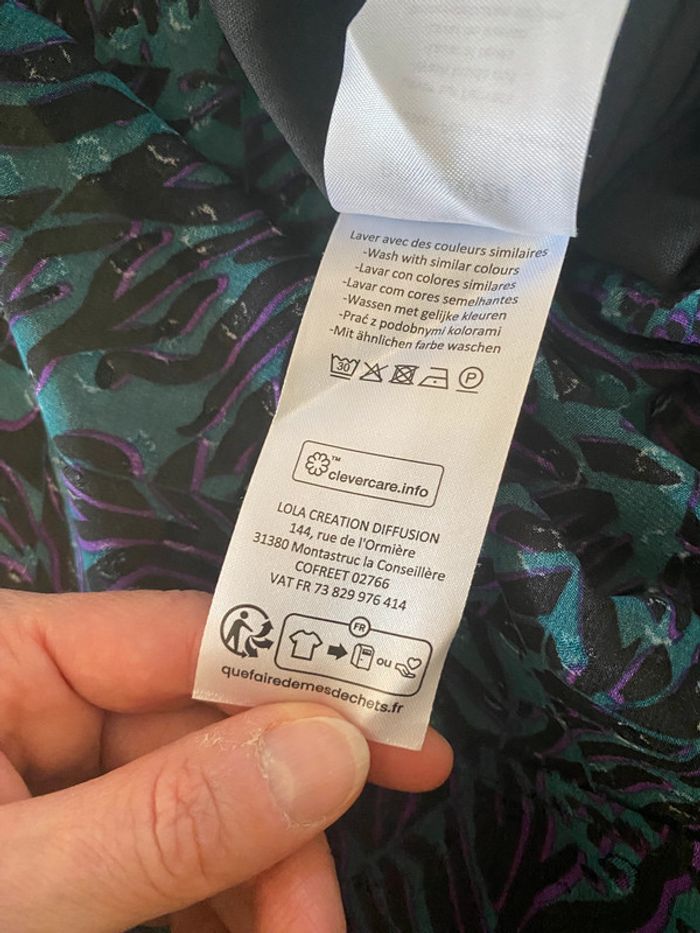 Laver avec des couleurs similaires
-Wash with similar colours
-Lavar con colores similares
-Lavar com cores semelhantes
-Wassen met gelijke kleuren
-Prać z podobnymi kolorami
-Mit ähnlichen farbe waschen
30 P
™
clevercare.info
LOLA CREATION DIFFUSION
144, rue de l'Ormière
31380 Montastruc la Conseillère
COFREET 02766
VAT FR 73 829 976 414
FR
ou
quefairedemesdechets.fr